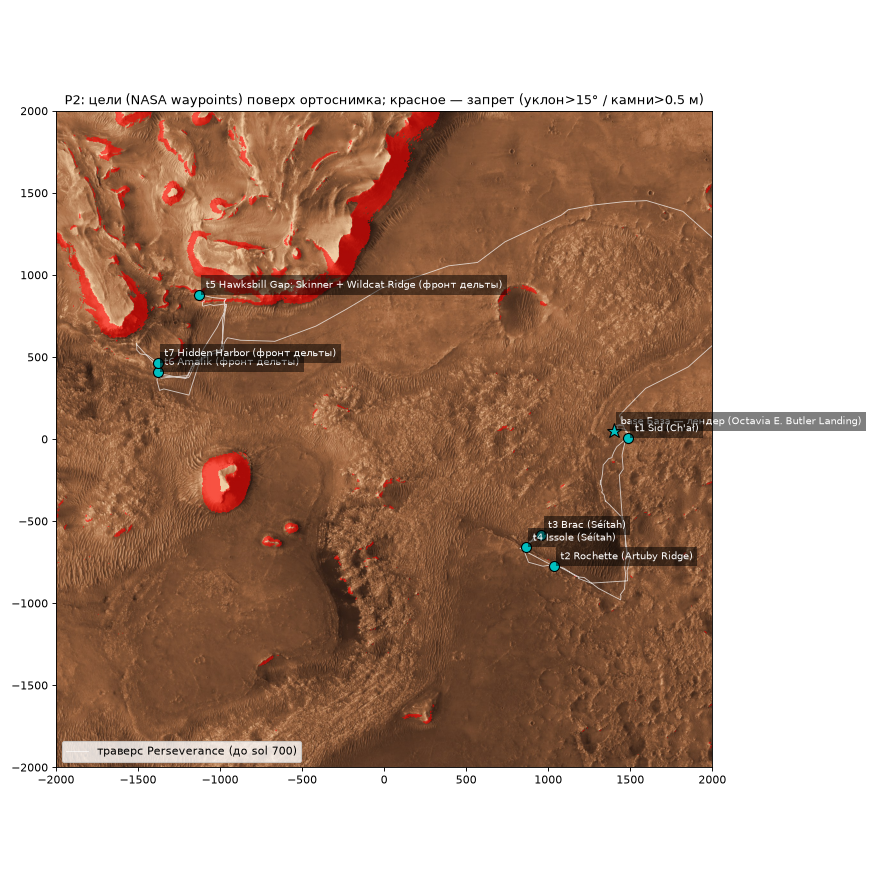 P2: цели (NASA waypoints) поверх ортоснимка; красное — запрет (уклон>15° / камни>0.5 м)
2000
1500
1000
500
0
−500
−1000
−1500
−2000
t5 Hawksbill Gap: Skinner + Wildcat Ridge (фронт дельты)
t7 Hidden Harbor (фронт дельты)
t6 Amalik (фронт дельты)
base База — лендер (Octavia E. Butler Landing)
t1 Sid (Ch'ał)
t3 Brac (Séítah)
t4 Issole (Séítah)
t2 Rochette (Artuby Ridge)
траверс Perseverance (до sol 700)
−2000 −1500 −1000 −500 0 500 1000 1500 2000